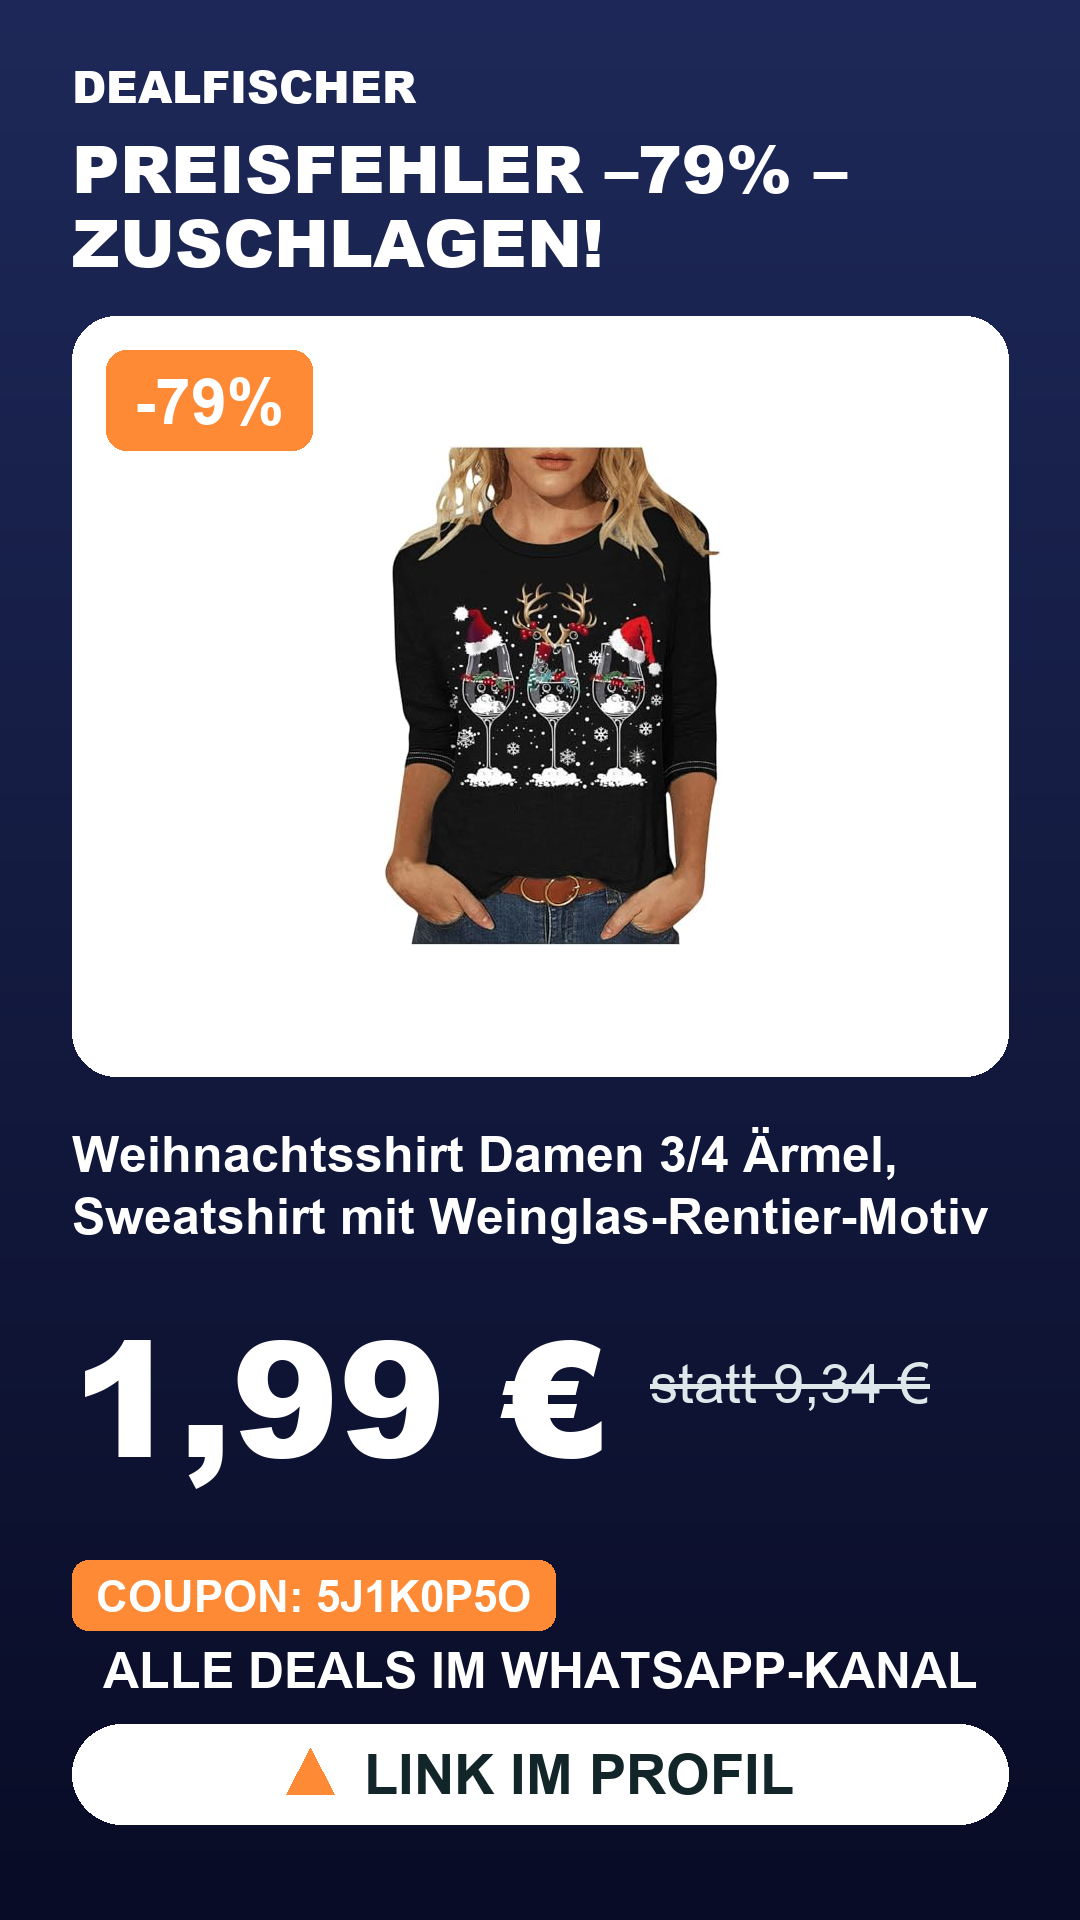 DEALFISCHER
PREISFEHLER –79% –
ZUSCHLAGEN!
-79%
Weihnachtsshirt Damen 3/4 Ärmel,
Sweatshirt mit Weinglas-Rentier-Motiv
1,99 € statt 9,34 €
COUPON: 5J1K0P5O
ALLE DEALS IM WHATSAPP-KANAL
LINK IM PROFIL